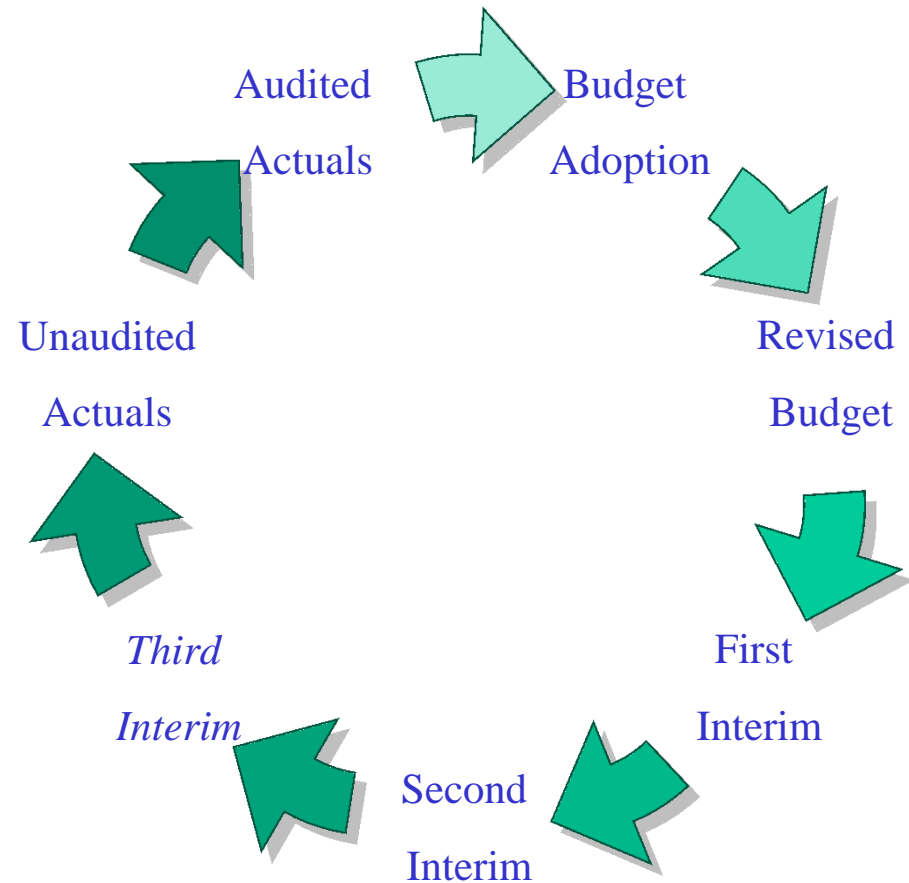 Audited
Actuals
Budget
Adoption
Revised
Budget
First
Interim
Second
Interim
Third
Interim
Unaudited
Actuals